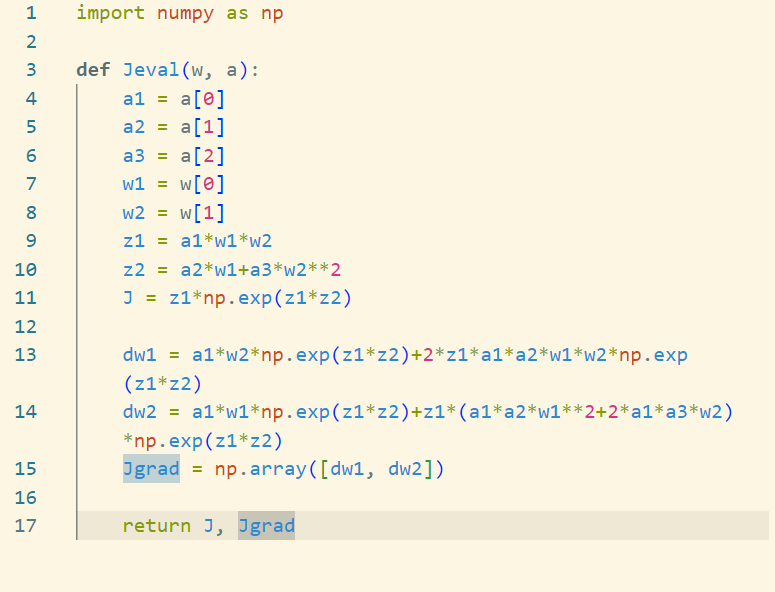 1 import numpy as np
2
3 def Jeval(w, a):
4 a1 = a[0]
5 a2 = a[1]
6 a3 = a[2]
7 w1 = w[0]
8 w2 = w[1]
9 z1 = a1*w1*w2
10 z2 = a2*w1+a3*w2**2
11 J = z1*np.exp(z1*z2)
12
13 dw1 = a1*w2*np.exp(z1*z2)+2*z1*a1*a2*w1*w2*np.exp
(z1*z2)
14 dw2 = a1*w1*np.exp(z1*z2)+z1*(a1*a2*w1**2+2*a1*a3*w2)
*np.exp(z1*z2)
15 Jgrad = np.array([dw1, dw2])
16
17 return J, Jgrad